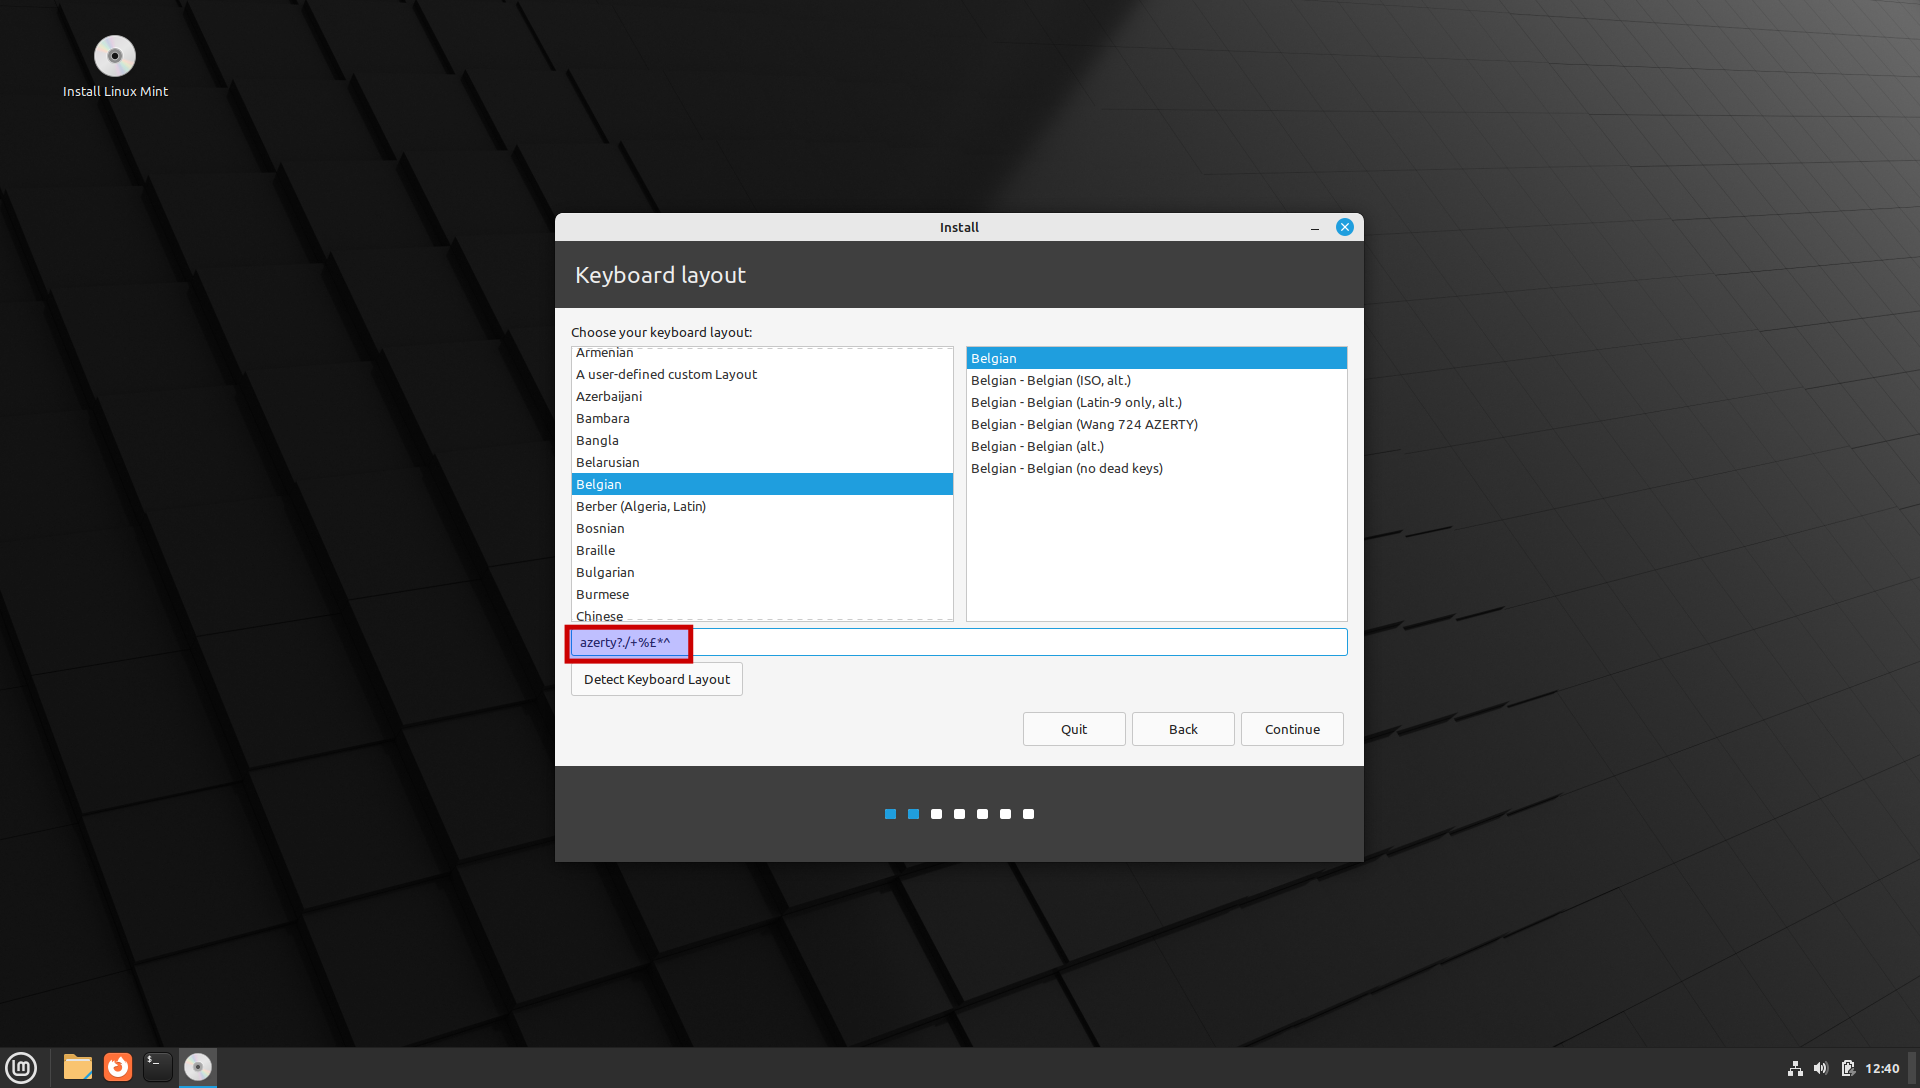 Install Linux Mint
Install
Keyboard layout
Choose your keyboard layout:
Armenian
A user-defined custom Layout
Azerbaijani
Bambara
Bangla
Belarusian
Belgian
Berber (Algeria, Latin)
Bosnian
Braille
Bulgarian
Burmese
Chinese
Belgian
Belgian - Belgian (ISO, alt.)
Belgian - Belgian (Latin-9 only, alt.)
Belgian - Belgian (Wang 724 AZERTY)
Belgian - Belgian (alt.)
Belgian - Belgian (no dead keys)
azerty?./+%£*^
Detect Keyboard Layout
Quit
Back
Continue
lm
$_
12:40